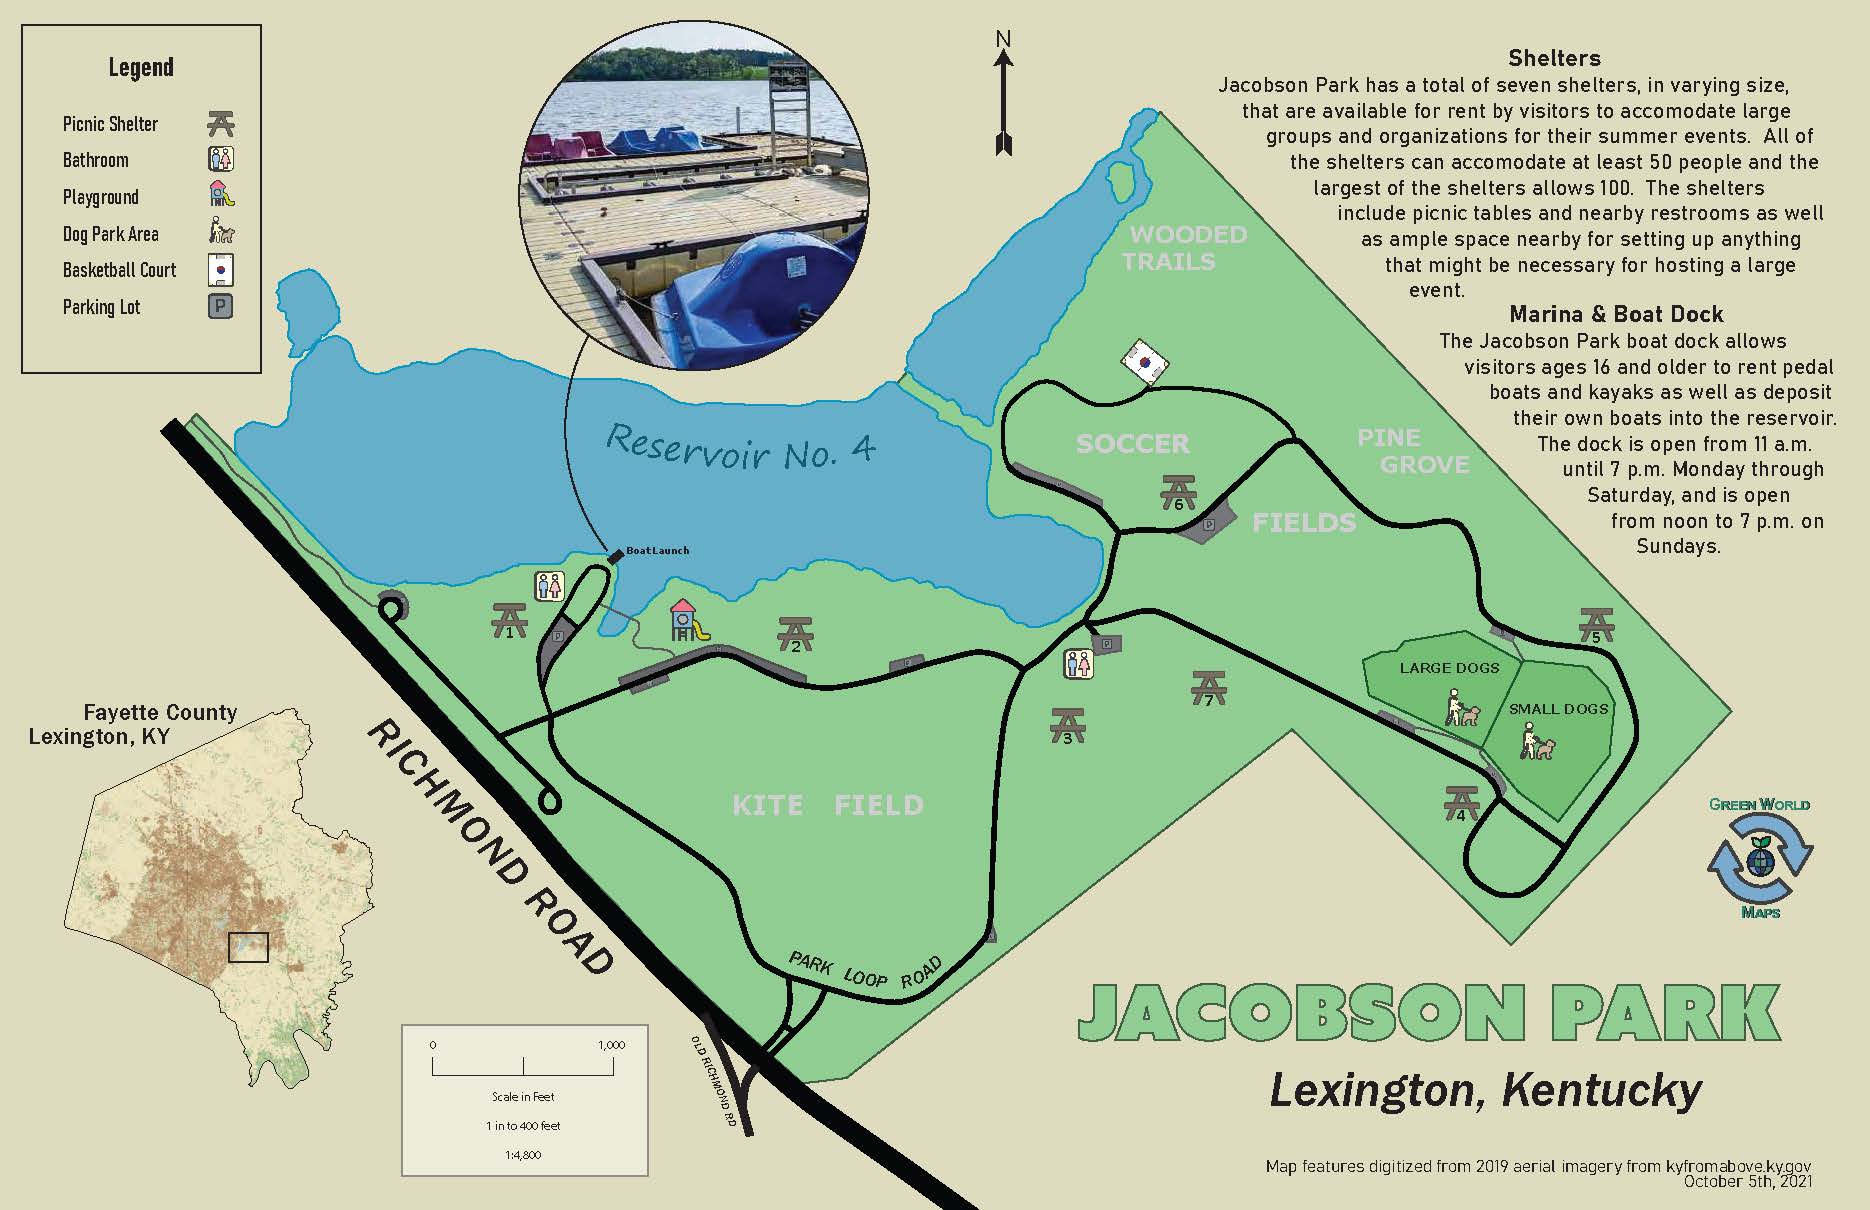 Legend
Picnic Shelter
Bathroom
Playground
Dog Park Area
Basketball Court
Parking Lot
P
N
Shelters
Jacobson Park has a total of seven shelters, in varying size,
that are available for rent by visitors to accomodate large
groups and organizations for their summer events. All of
the shelters can accomodate at least 50 people and the
largest of the shelters allows 100. The shelters
include picnic tables and nearby restrooms as well
as ample space nearby for setting up anything
that might be necessary for hosting a large
event.
Marina & Boat Dock
The Jacobson Park boat dock allows
visitors ages 16 and older to rent pedal
boats and kayaks as well as deposit
their own boats into the reservoir.
The dock is open from 11 a.m.
until 7 p.m. Monday through
Saturday, and is open
from noon to 7 p.m. on
Sundays.
WOODED
TRAILS
Reservoir No. 4
SOCCER
FIELDS
PINE
GROVE
6
P
Boat Launch
1
P
2
P
P
3
7
5
LARGE DOGS
SMALL DOGS
4
KITE FIELD
RICHMOND ROAD
PARK LOOP ROAD
OLD RICHMOND RD
Fayette County
Lexington, KY
0
1,000
Scale in Feet
1 in to 400 feet
1:4,800
GREEN WORLD
MAPS
JACOBSON PARK
Lexington, Kentucky
Map features digitized from 2019 aerial imagery from kyfromabove.ky.gov
October 5th, 2021